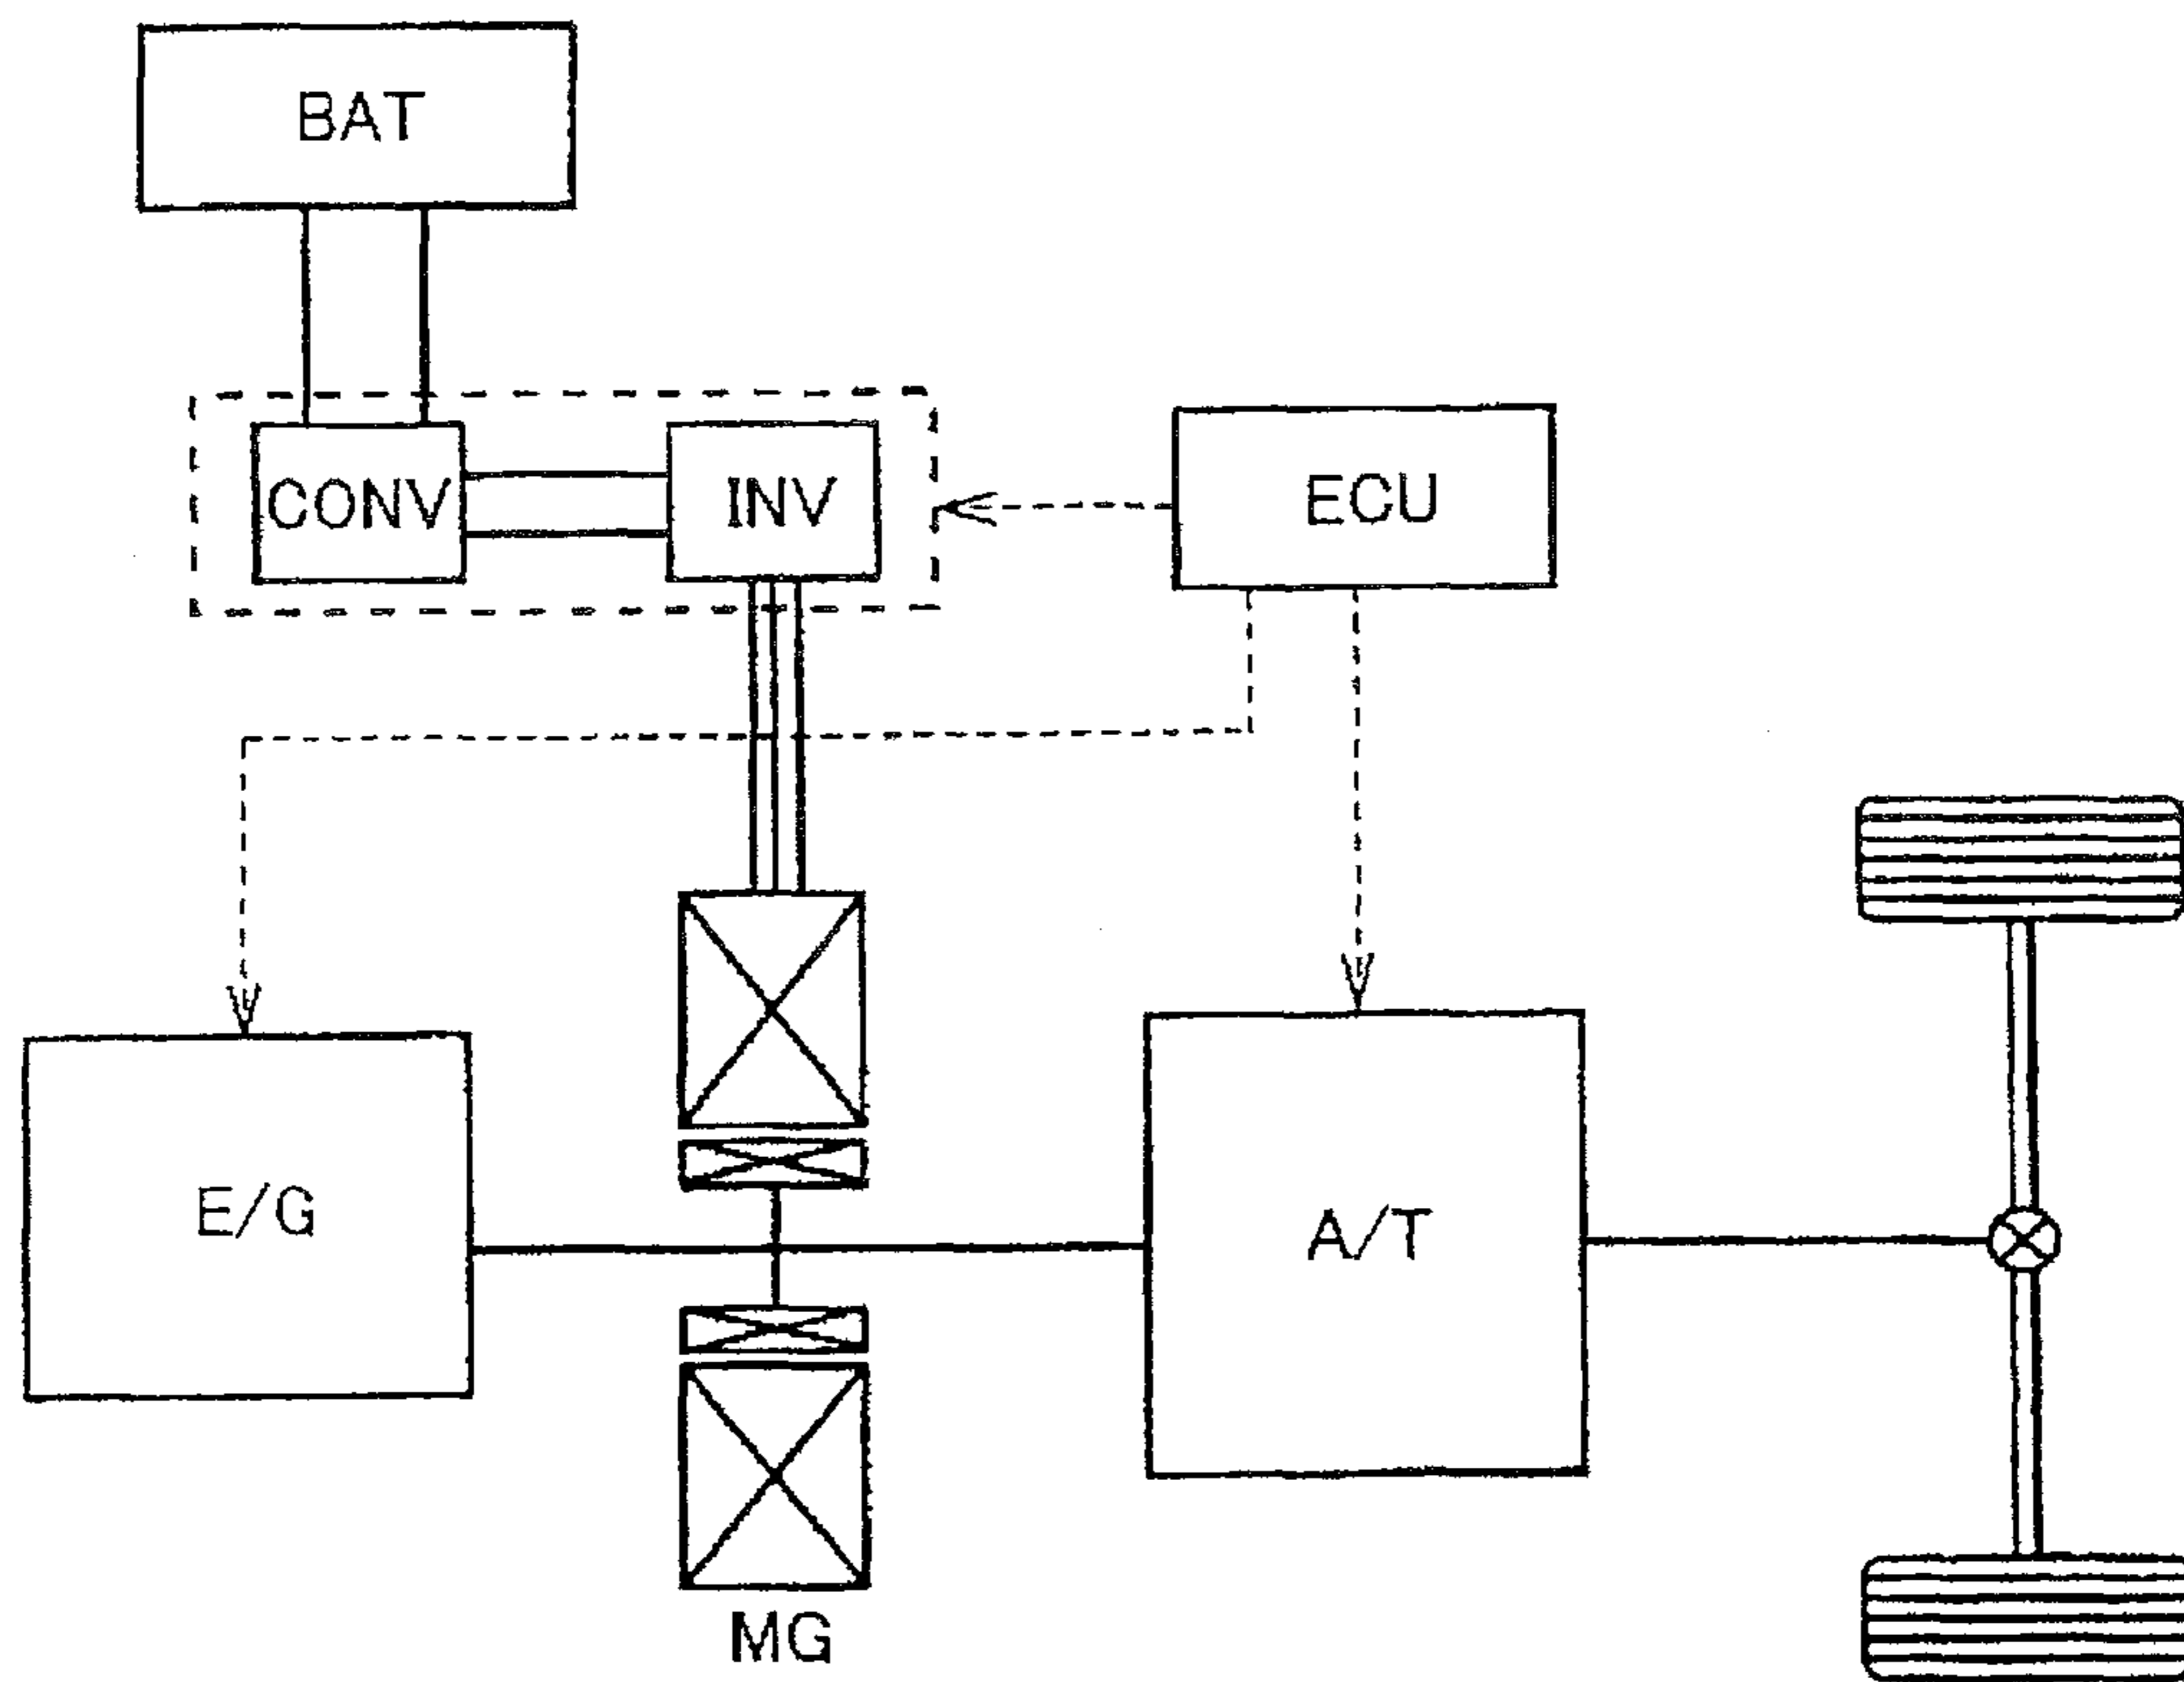 BAT
CONV
INV
ECU
E/G
A/T
MG